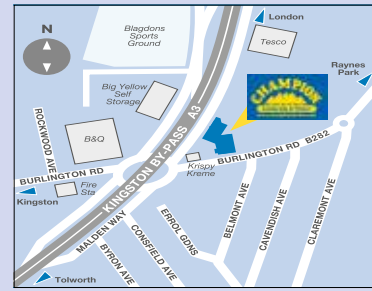 London
N
Blagdons
Sports
Ground
Tesco
Raynes
Park
Big Yellow
Self
Storage
CHAMPION
ROCKWOOD AVE
B&Q
KINGSTON BY-PASS A3
BURLINGTON RD B282
Krispy
Kreme
BURLINGTON RD
Fire
Sta
Kingston
MALDEN WAY
BYRON AVE
CONSFIELD AVE
ERROL GDNS
BELMONT AVE
CAVENDISH AVE
CLAREMONT AVE
Tolworth